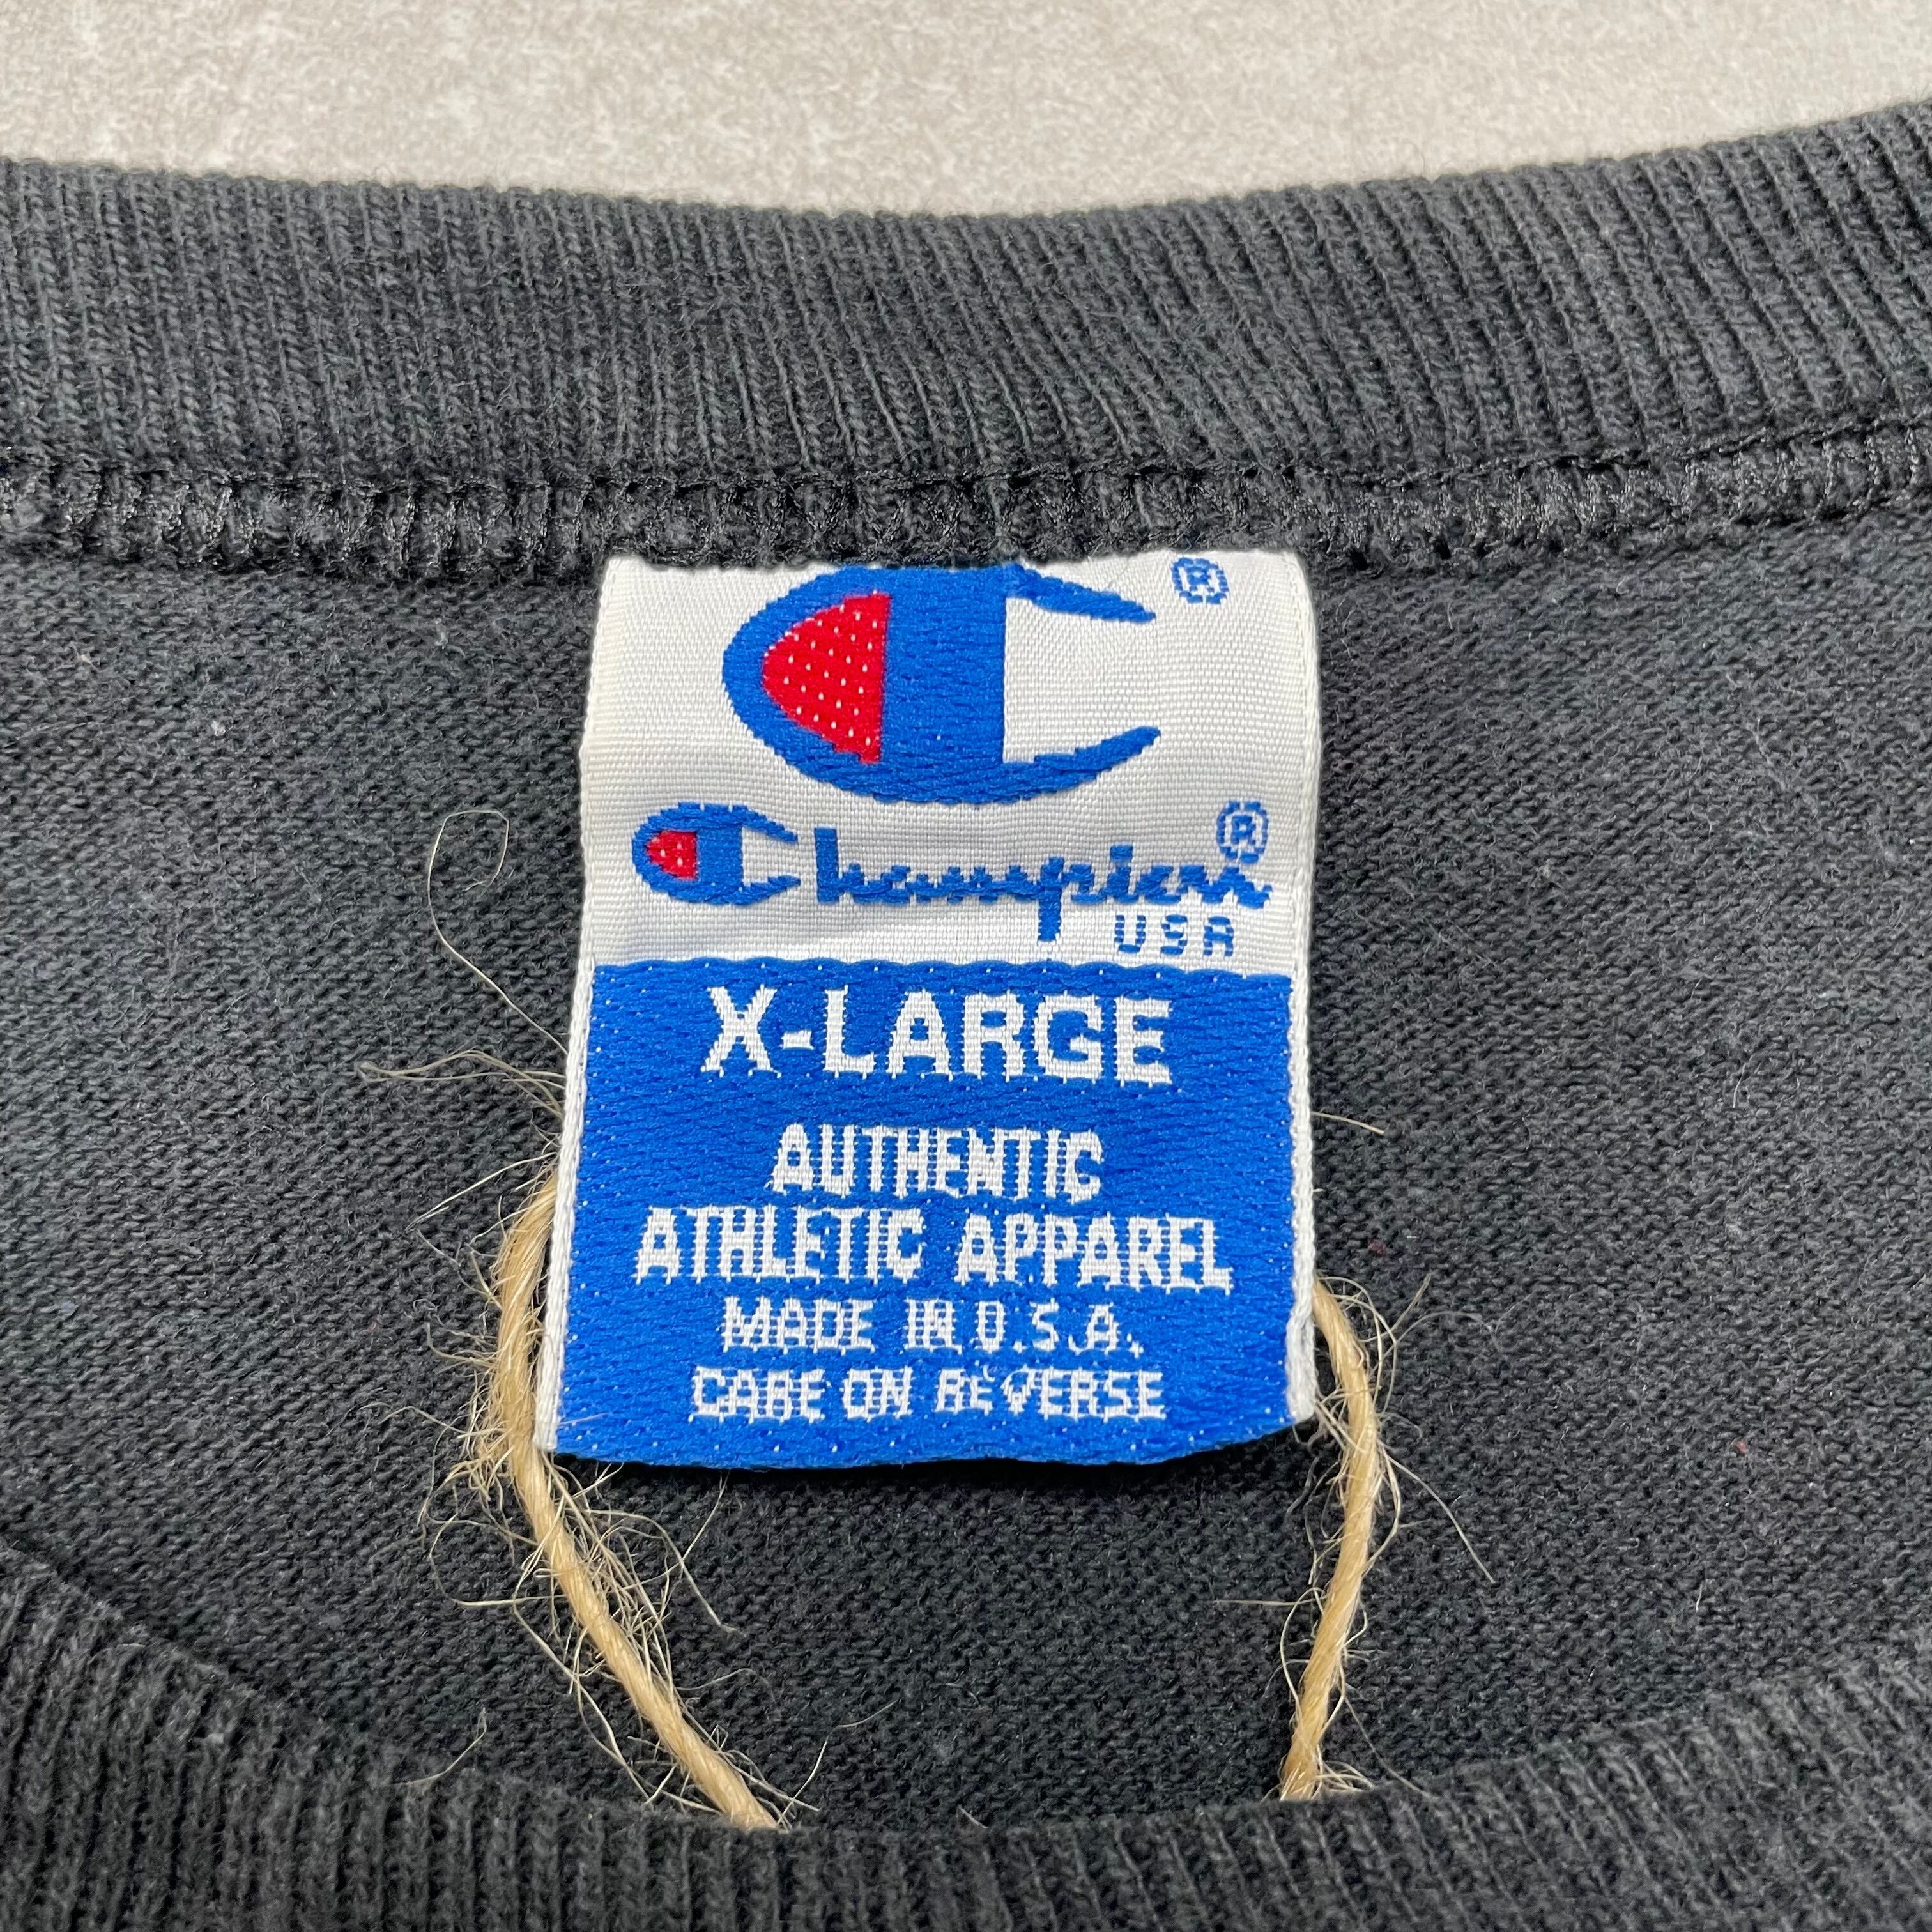 ®
Champion®
USA
X-LARGE
AUTHENTIC
ATHLETIC APPAREL
MADE IN U.S.A.
CARE ON REVERSE